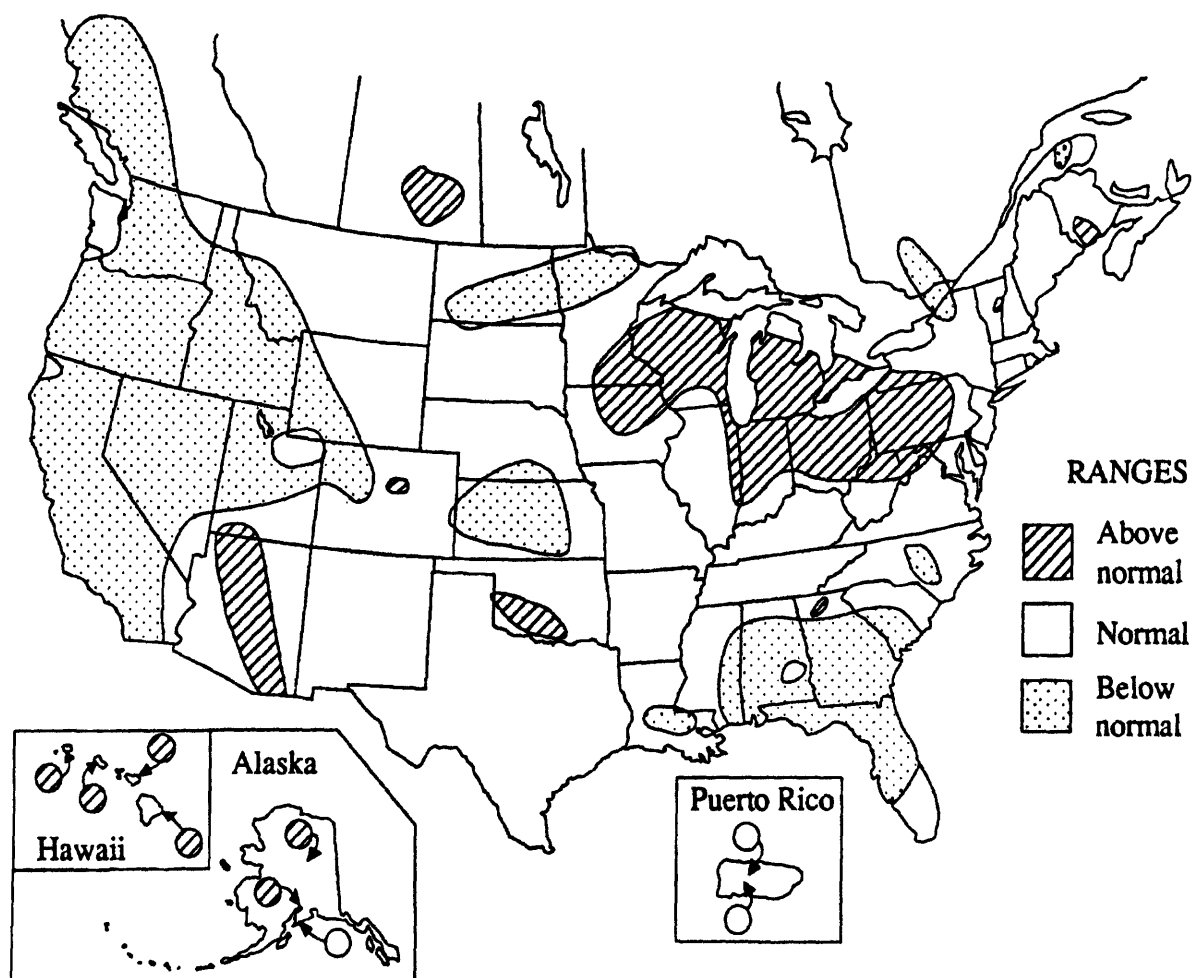 RANGES
Above
normal
Normal
Below
normal
Alaska
Hawaii
Puerto Rico